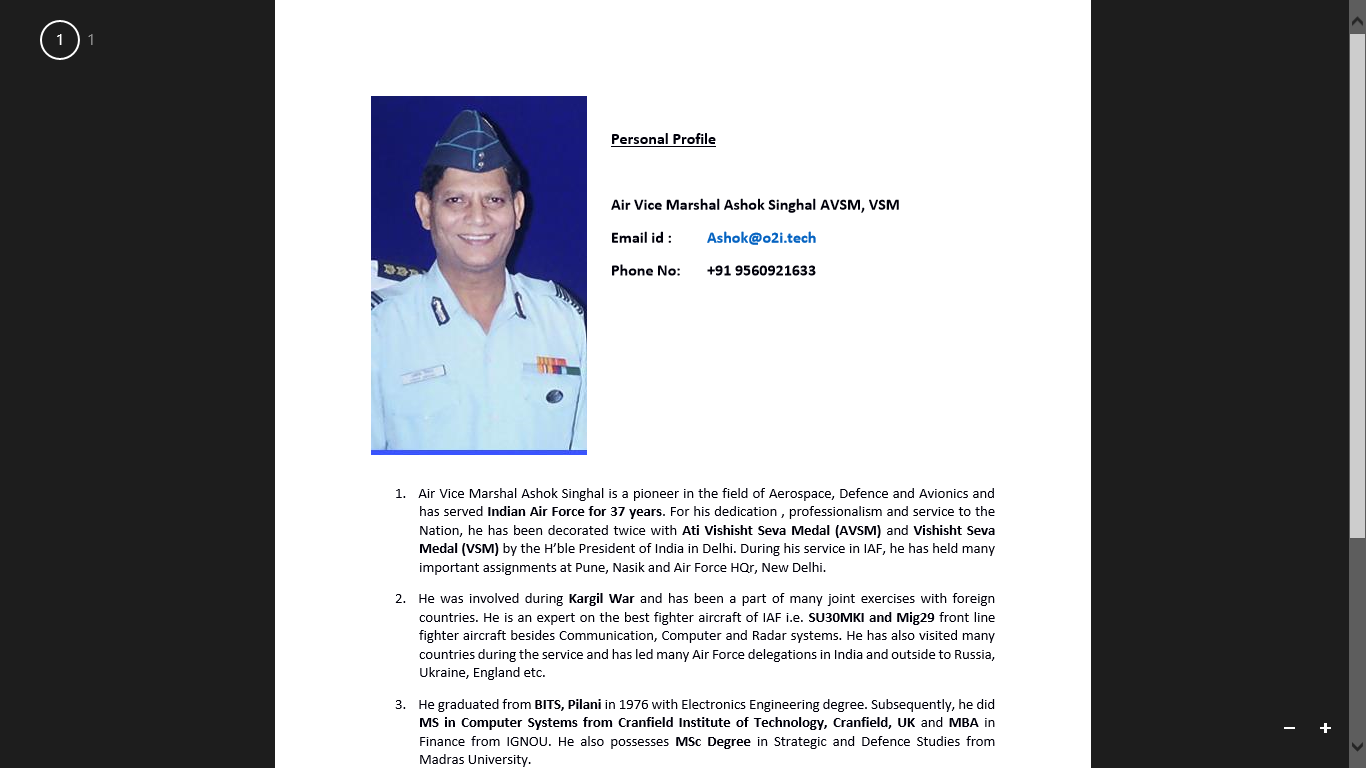 1 1
Personal Profile
Air Vice Marshal Ashok Singhal AVSM, VSM
Email id : Ashok@o2i.tech
Phone No: +91 9560921633
1. Air Vice Marshal Ashok Singhal is a pioneer in the field of Aerospace, Defence and Avionics and
has served Indian Air Force for 37 years. For his dedication , professionalism and service to the
Nation, he has been decorated twice with Ati Vishisht Seva Medal (AVSM) and Vishisht Seva
Medal (VSM) by the H’ble President of India in Delhi. During his service in IAF, he has held many
important assignments at Pune, Nasik and Air Force HQr, New Delhi.
2. He was involved during Kargil War and has been a part of many joint exercises with foreign
countries. He is an expert on the best fighter aircraft of IAF i.e. SU30MKI and Mig29 front line
fighter aircraft besides Communication, Computer and Radar systems. He has also visited many
countries during the service and has led many Air Force delegations in India and outside to Russia,
Ukraine, England etc.
3. He graduated from BITS, Pilani in 1976 with Electronics Engineering degree. Subsequently, he did
MS in Computer Systems from Cranfield Institute of Technology, Cranfield, UK and MBA in
Finance from IGNOU. He also possesses MSc Degree in Strategic and Defence Studies from
Madras University.